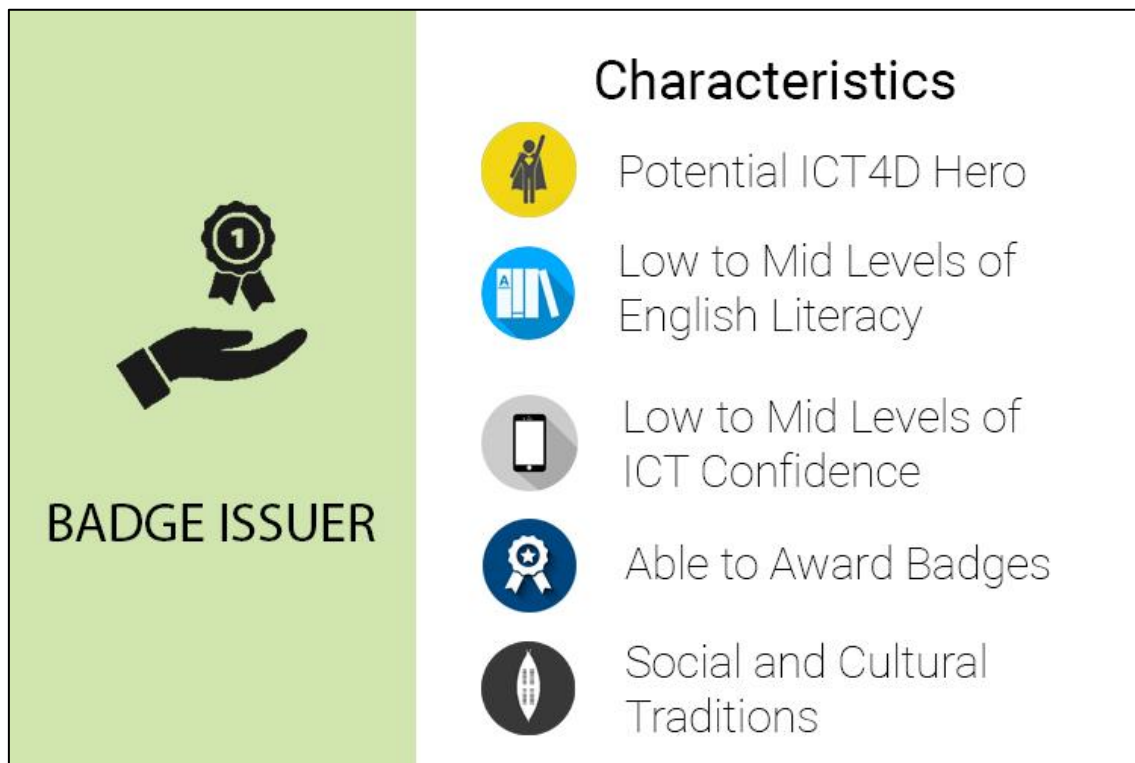 1
BADGE ISSUER
Characteristics
Potential ICT4D Hero
A
Low to Mid Levels of
English Literacy
Low to Mid Levels of
ICT Confidence
Able to Award Badges
Social and Cultural
Traditions